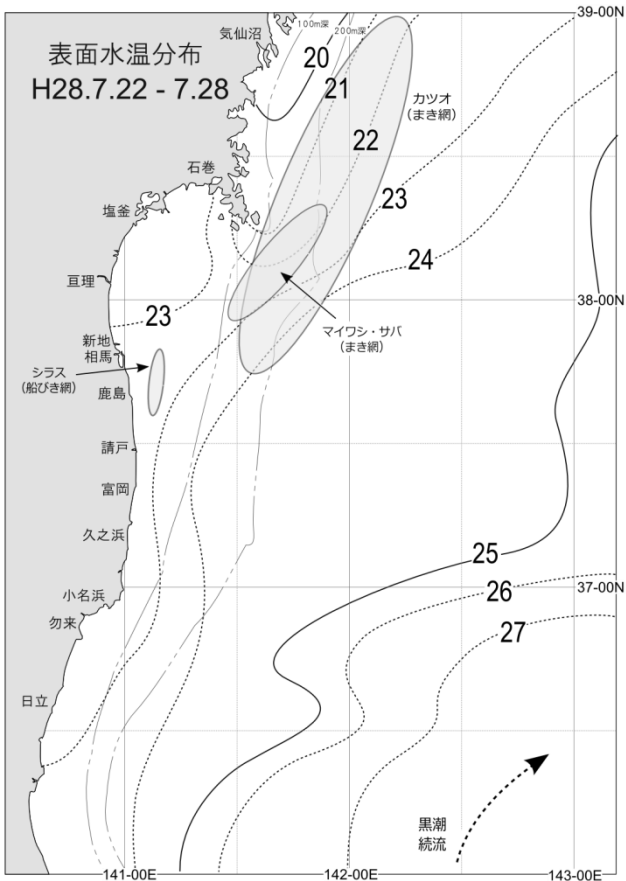 39-00N
気仙沼
100m深
200m深
表面水温分布
H28.7.22 - 7.28
20
21
カツオ
(まき網)
22
石巻
23
塩釜
24
亘理
38-00N
23
マイワシ・サバ
(まき網)
新地
相馬
シラス
(船びき網)
鹿島
請戸
富岡
久之浜
25
26
37-00N
小名浜
勿来
27
日立
黒潮
続流
141-00E
142-00E
143-00E